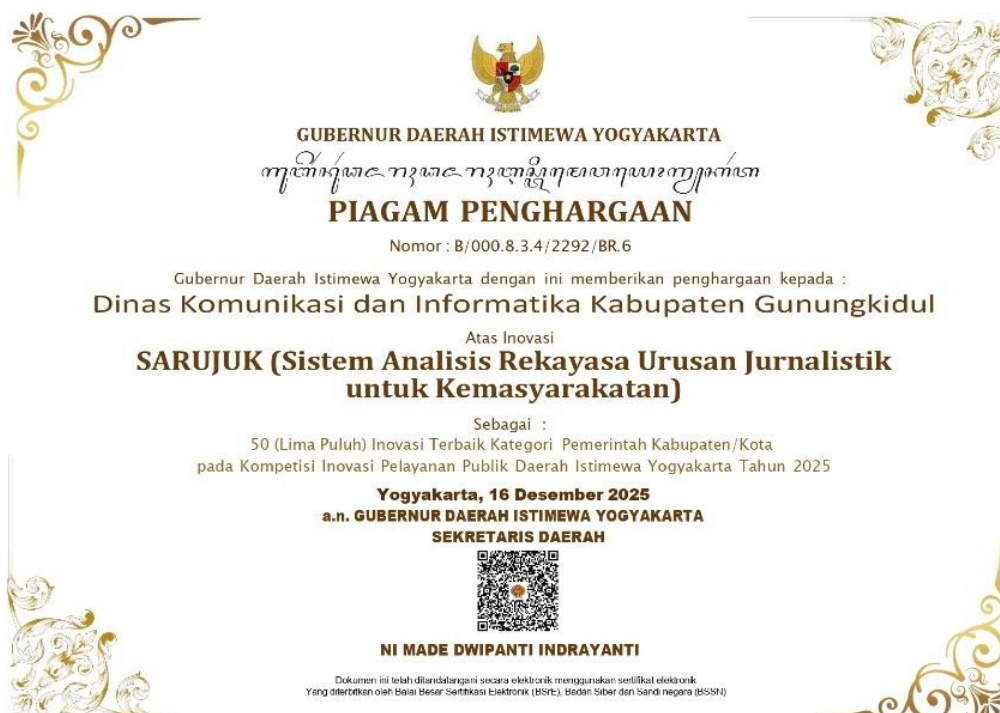 GUBERNUR DAERAH ISTIMEWA YOGYAKARTA
PIAGAM PENGHARGAAN
Nomor : B/000.8.3.4/2292/BR.6
Gubernur Daerah Istimewa Yogyakarta dengan ini memberikan penghargaan kepada :
Dinas Komunikasi dan Informatika Kabupaten Gunungkidul
Atas Inovasi
SARUJUK (Sistem Analisis Rekayasa Urusan Jurnalistik
untuk Kemasyarakatan)
Sebagai :
50 (Lima Puluh) Inovasi Terbaik Kategori Pemerintah Kabupaten/Kota
pada Kompetisi Inovasi Pelayanan Publik Daerah Istimewa Yogyakarta Tahun 2025
Yogyakarta, 16 Desember 2025
a.n. GUBERNUR DAERAH ISTIMEWA YOGYAKARTA
SEKRETARIS DAERAH
NI MADE DWIPANTI INDRAYANTI
Dokumen ini telah ditandatangani secara elektronik menggunakan sertifikat elektronik
Yang diterbitkan oleh Balai Besar Sertifikasi Elektronik (BSrE), Badan Siber dan Sandi negara (BSSN)